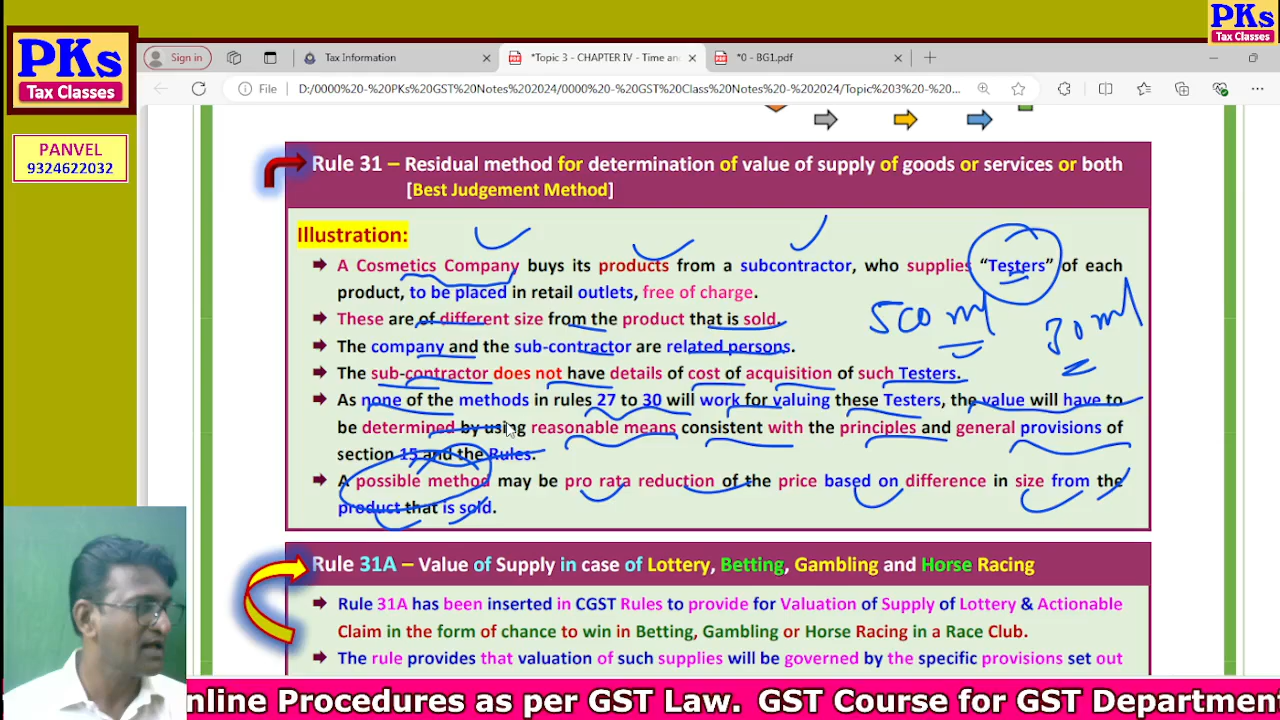 PKs
Tax Classes
PKs
Tax Classes
PANVEL
9324622032
Sign in
Tax Information
*Topic 3 - CHAPTER IV - Time and
*0 - BG1.pdf
File
D:/0000%20-%20PKs%20GST%20Notes%202024/0000%20-%20GST%20Class%20Notes%20-%202024/Topic%203%20-%20...
Rule 31 – Residual method for determination of value of supply of goods or services or both
[Best Judgement Method]
Illustration:
A Cosmetics Company buys its products from a subcontractor, who supplies “Testers” of each
product, to be placed in retail outlets, free of charge.
These are of different size from the product that is sold.
500 ml
30 ml
The company and the sub-contractor are related persons.
The sub-contractor does not have details of cost of acquisition of such Testers.
As none of the methods in rules 27 to 30 will work for valuing these Testers, the value will have to
be determined by using reasonable means consistent with the principles and general provisions of
section 15 and the Rules.
A possible method may be pro rata reduction of the price based on difference in size from the
product that is sold.
Rule 31A – Value of Supply in case of Lottery, Betting, Gambling and Horse Racing
Rule 31A has been inserted in CGST Rules to provide for Valuation of Supply of Lottery & Actionable
Claim in the form of chance to win in Betting, Gambling or Horse Racing in a Race Club.
The rule provides that valuation of such supplies will be governed by the specific provisions set out
nline Procedures as per GST Law. GST Course for GST Department